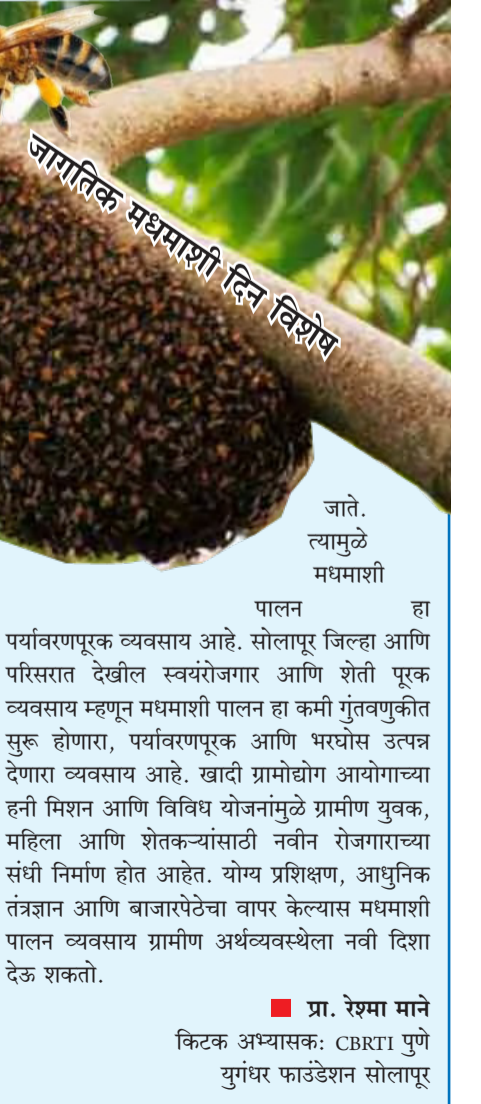 जागतिक मधमाशी दिन विशेष
जाते.
त्यामुळे
मधमाशी
पालन हा
पर्यावरणपूरक व्यवसाय आहे. सोलापूर जिल्हा आणि
परिसरात देखील स्वयंरोजगार आणि शेती पूरक
व्यवसाय म्हणून मधमाशी पालन हा कमी गुंतवणुकीत
सुरू होणारा, पर्यावरणपूरक आणि भरघोस उत्पन्न
देणारा व्यवसाय आहे. खादी ग्रामोद्योग आयोगाच्या
हनी मिशन आणि विविध योजनांमुळे ग्रामीण युवक,
महिला आणि शेतकऱ्यांसाठी नवीन रोजगाराच्या
संधी निर्माण होत आहेत. योग्य प्रशिक्षण, आधुनिक
तंत्रज्ञान आणि बाजारपेठेचा वापर केल्यास मधमाशी
पालन व्यवसाय ग्रामीण अर्थव्यवस्थेला नवी दिशा
देऊ शकतो.
प्रा. रेश्मा माने
किटक अभ्यासक: CBRTI पुणे
युगंधर फाउंडेशन सोलापूर